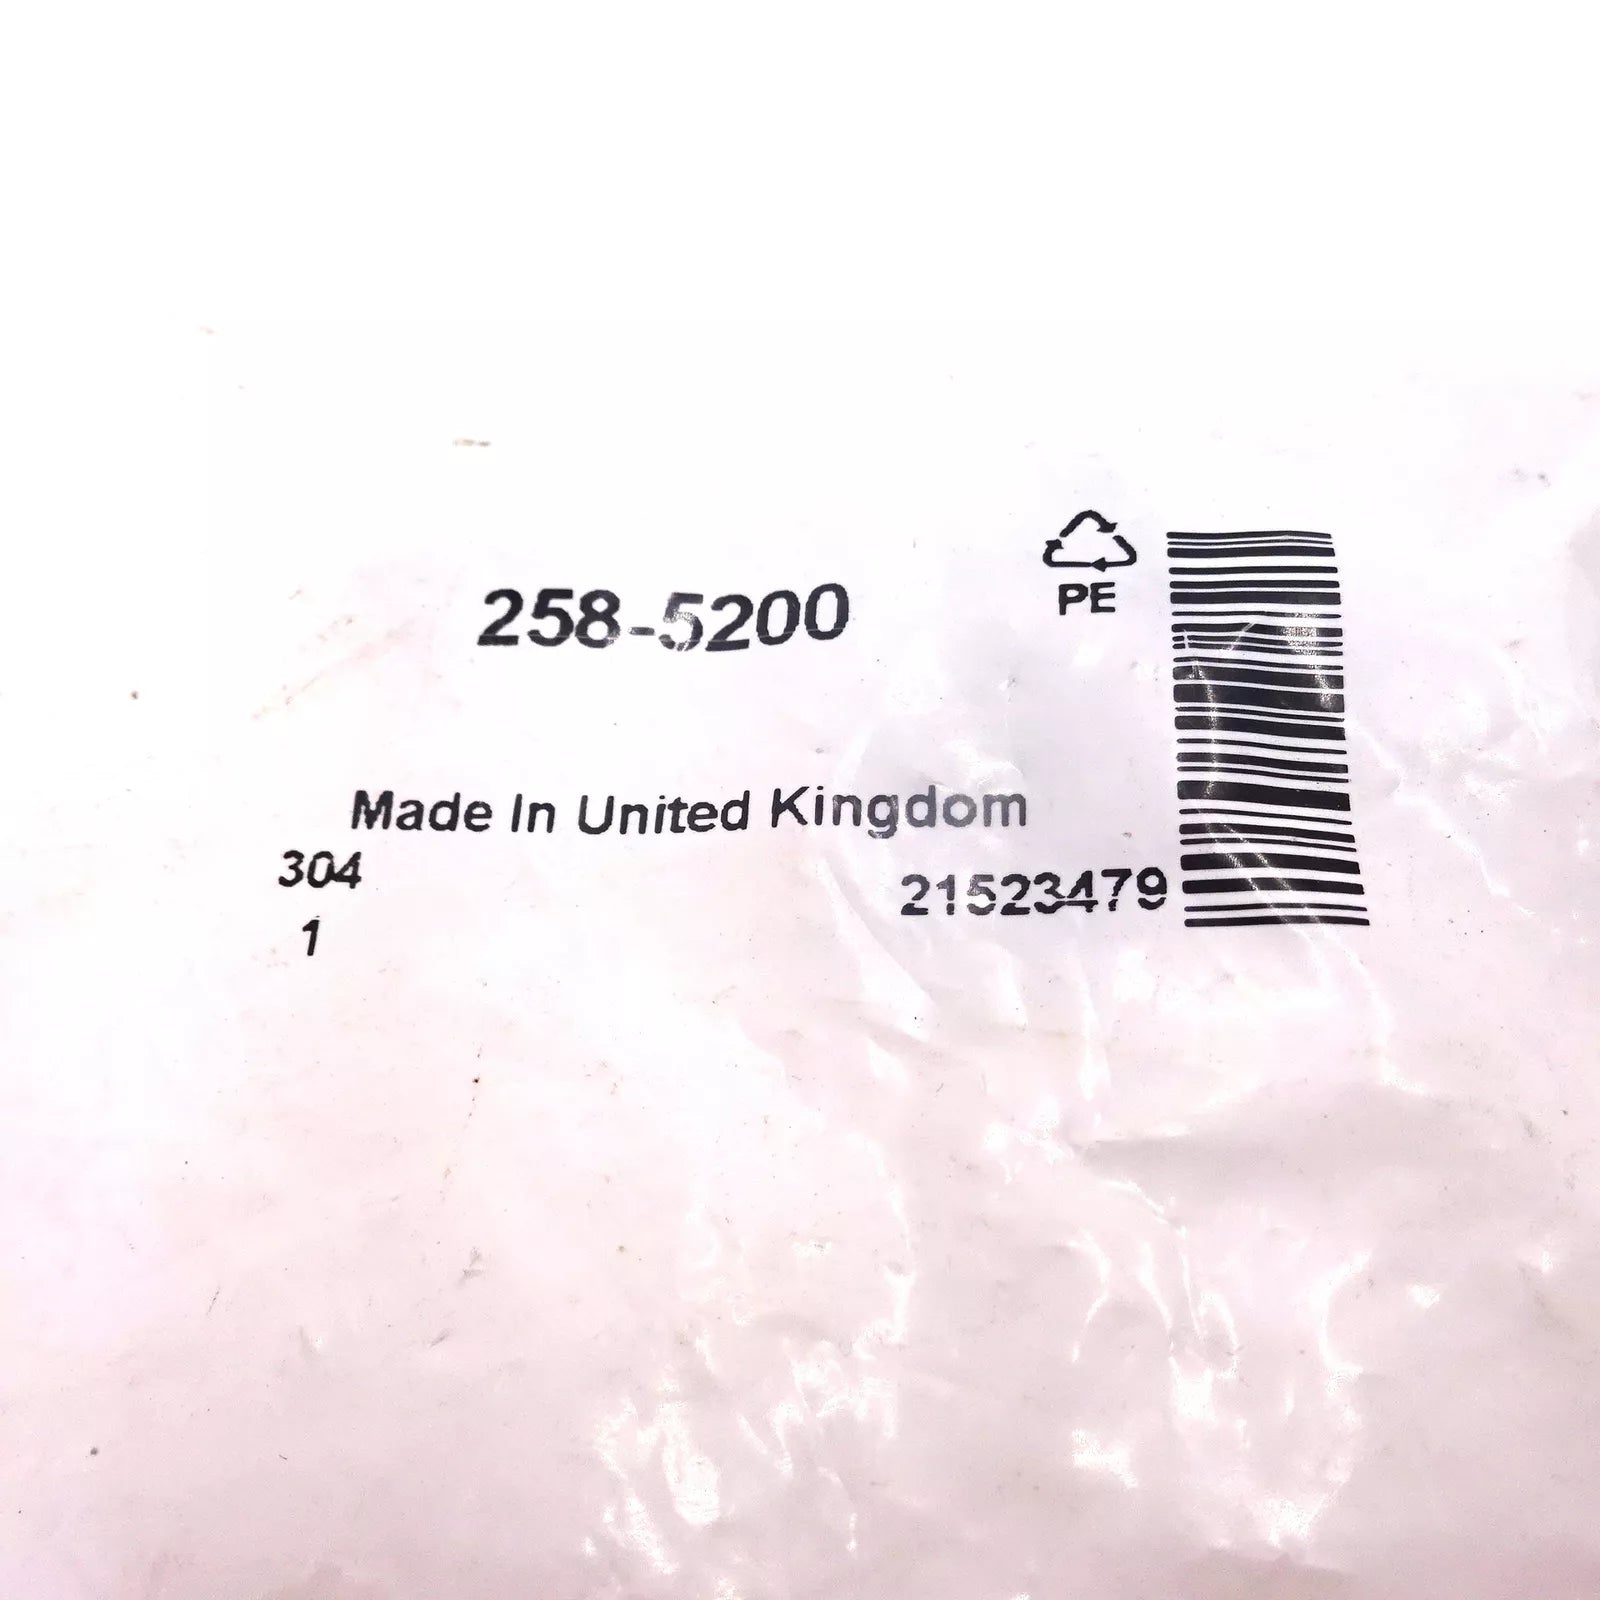 258-5200
PE
Made In United Kingdom
304
21523479
1